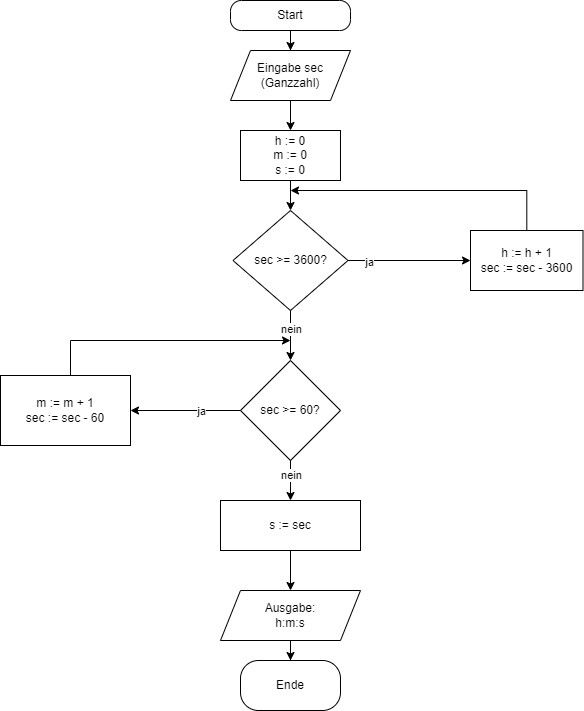 Start
Eingabe sec
(Ganzzahl)
h := 0
m := 0
s := 0
sec >= 3600?
ja
h := h + 1
sec := sec - 3600
nein
sec >= 60?
ja
m := m + 1
sec := sec - 60
nein
s := sec
Ausgabe:
h:m:s
Ende